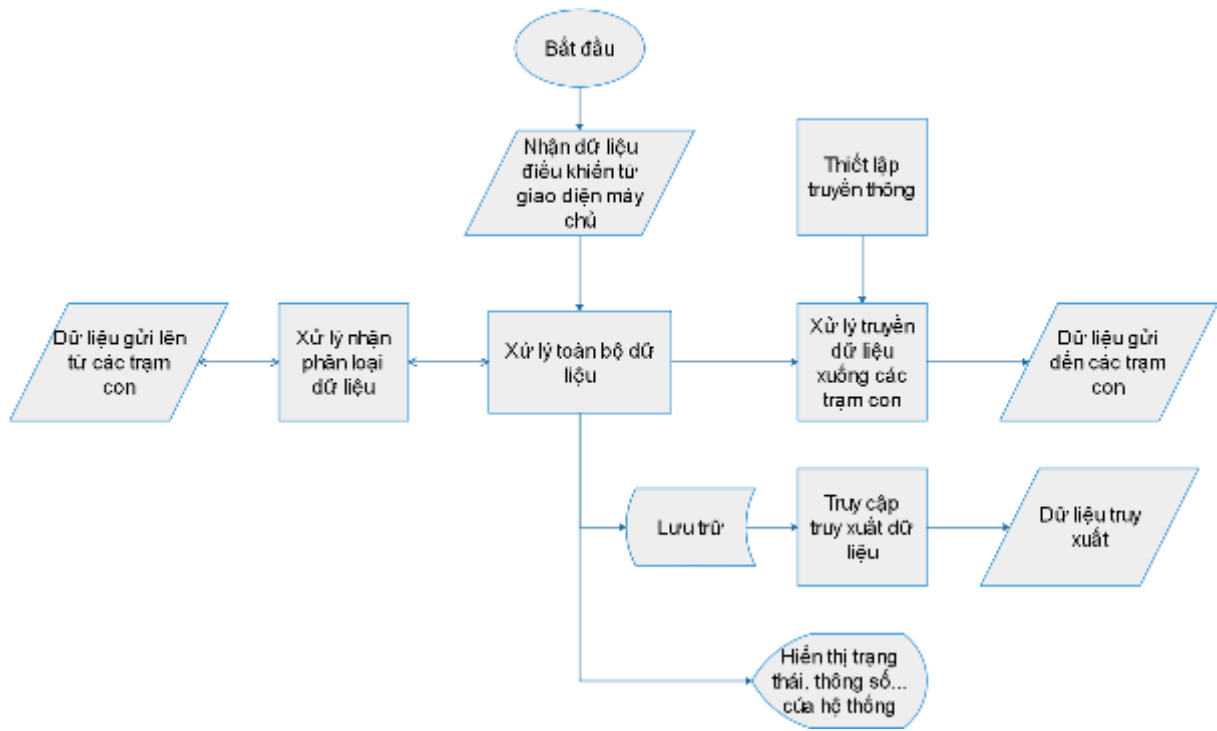 Bắt đầu
Nhận dữ liệu
điều khiển từ
giao diện máy
chủ
Thiết lập
truyền thông
Dữ liệu gửi lên
từ các trạm
con
Xử lý nhận
phân loại
dữ liệu
Xử lý toàn bộ dữ
liệu
Xử lý truyền
dữ liệu
xuống các
trạm con
Dữ liệu gửi
đến các trạm
con
Lưu trữ
Truy cập
truy xuất dữ
liệu
Dữ liệu truy
xuất
Hiển thị trạng
thái, thông số...
của hệ thống